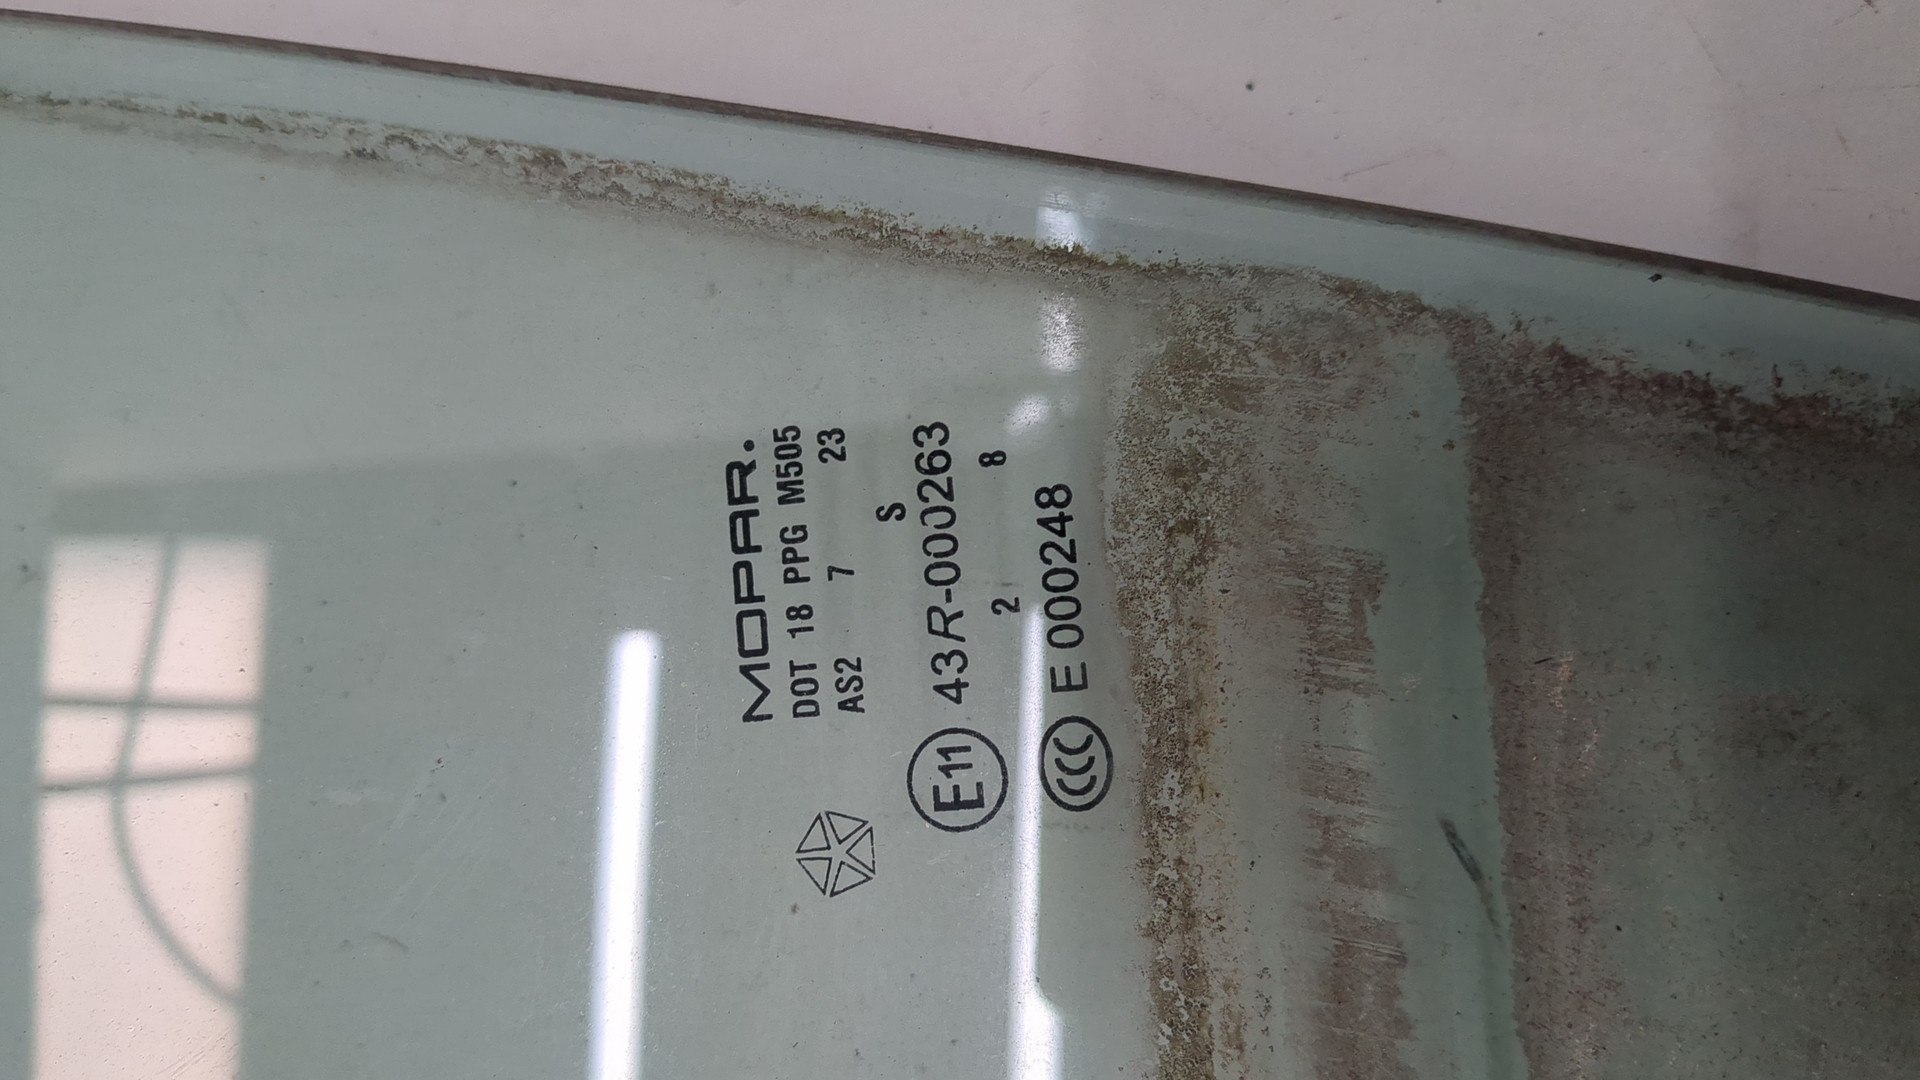 MOPAR.
DOT 18 PPG M505
AS2 7 23
S
E11 43R-000263
2 8
CCC E 000248